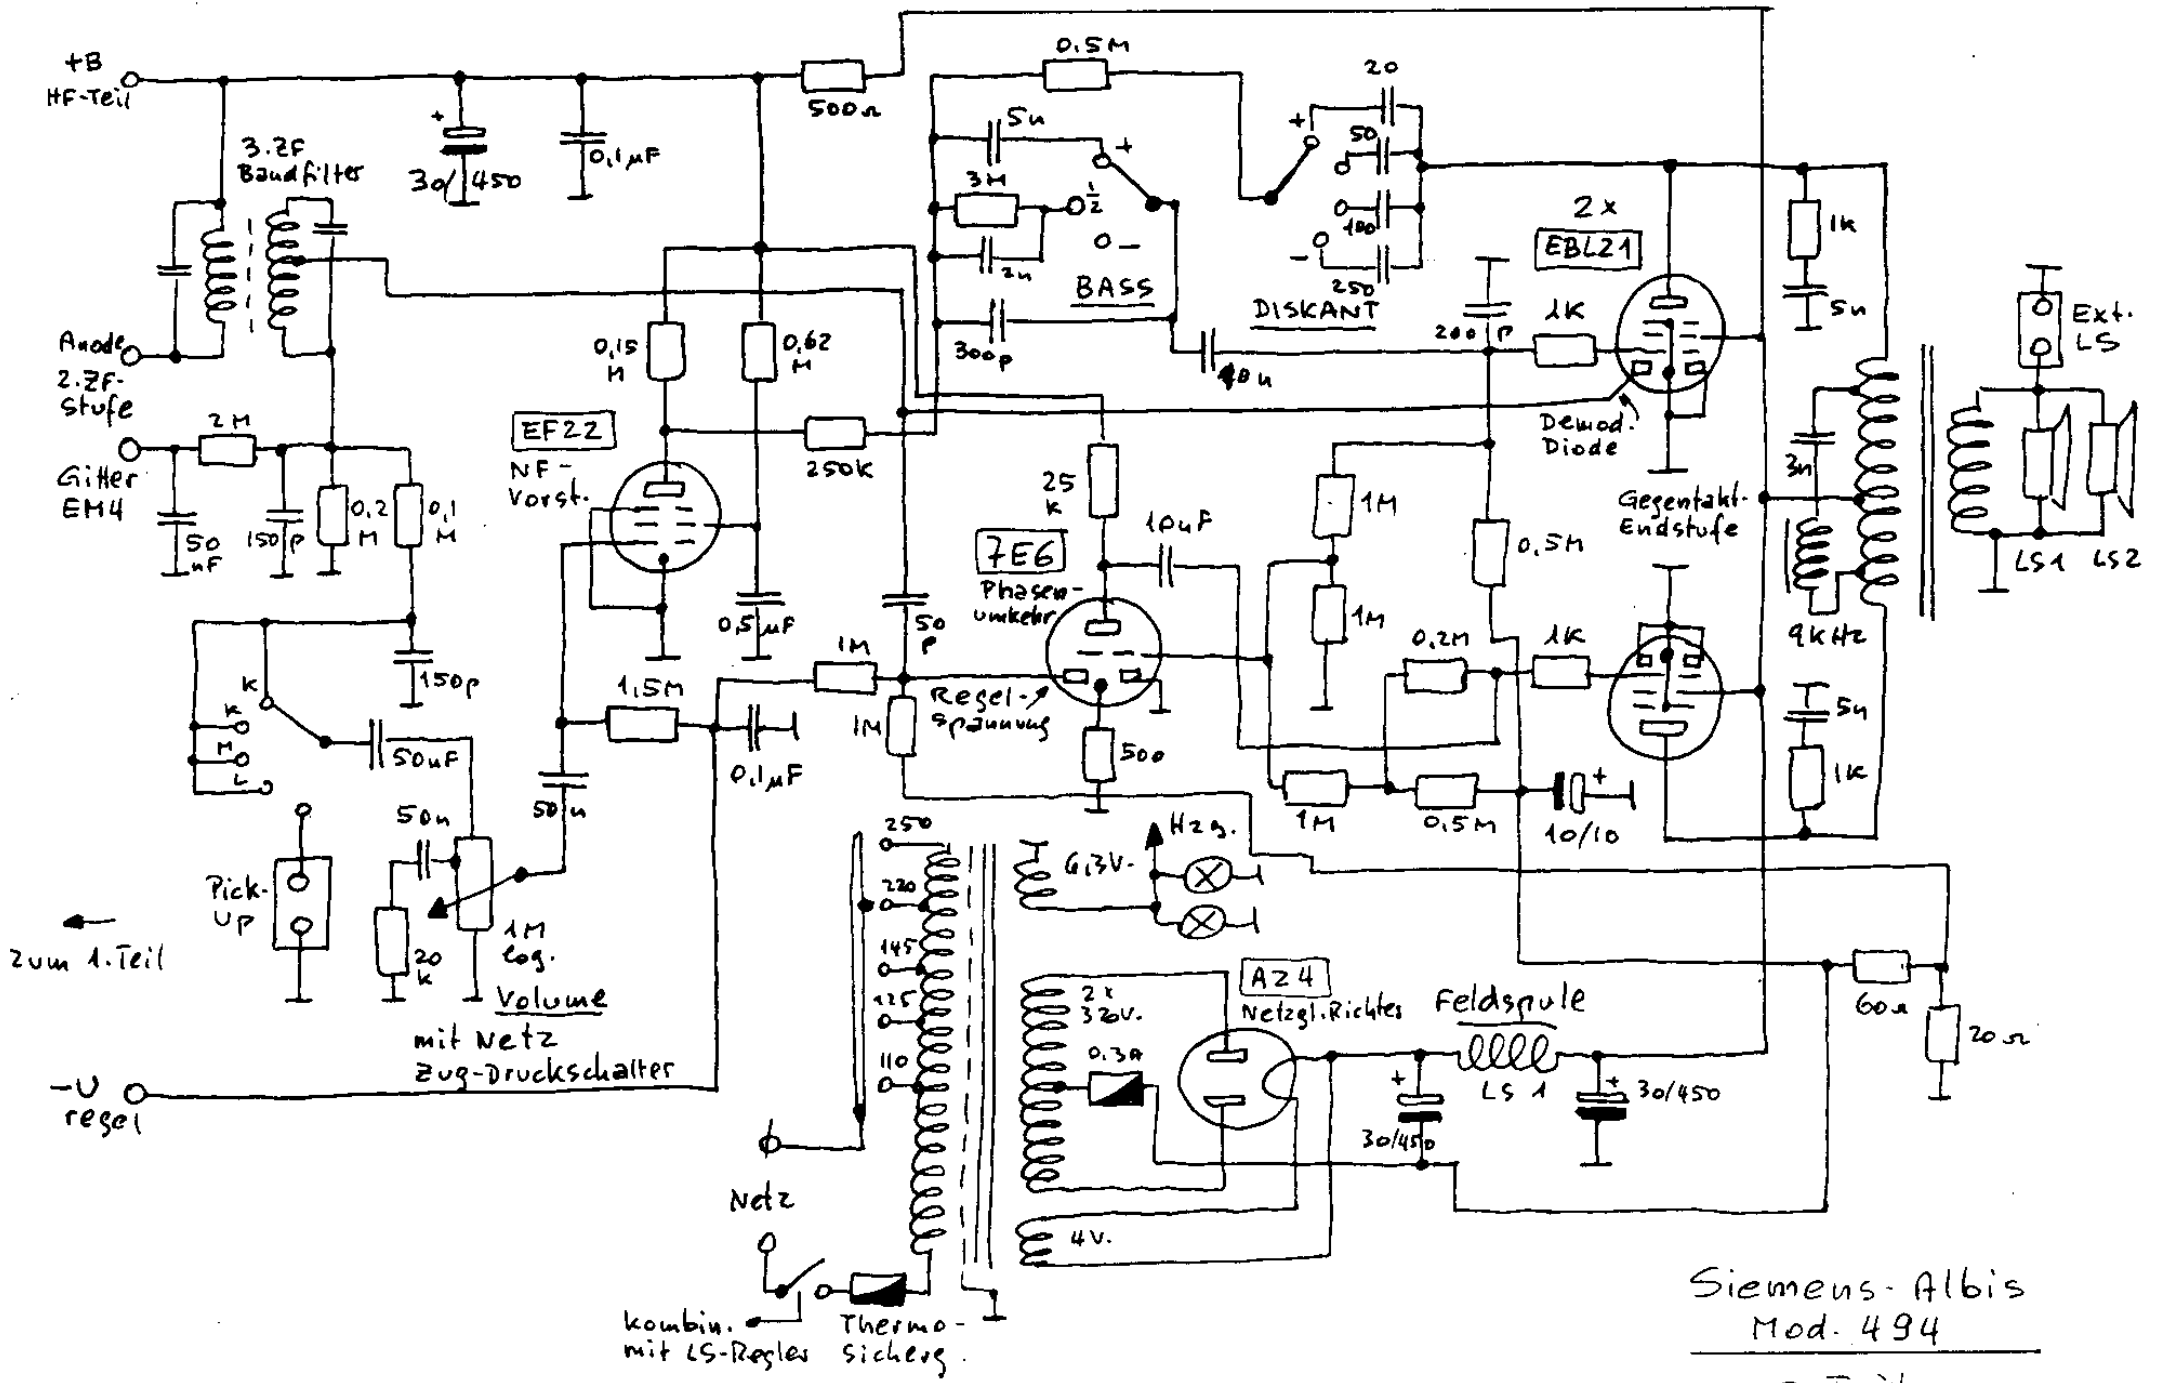 +B
HF-Teil
500Ω
0,5M
20
+
5n
+
+
50
3.ZF
Bandfilter
30/450
0,1µF
3M
1/2
100
2x
1k
EBL21
2n
-
-
250
BASS
DISKANT
5n
Ext.
LS
Anode
2.ZF-
Stufe
0,15
M
0,62
M
300p
200p
1K
2M
EF22
NF-
Vorst.
250K
Demod.
Diode
3n
Gitter
EM4
50
nF
150p
0,2
M
0,1
M
25
k
1M
Gegentakt-
Endstufe
7E6
0,5M
LS1
LS2
Phasen-
umkehr
1M
0,5µF
50
p
0,2M
1K
9kHz
150p
1M
K
K
M
L
1,5M
1M
Regel-
spannung
500
5n
1K
50nF
0,1µF
50n
50n
1M
0,5M
+
10/10
250
Hzg.
6,3V.
Pick-
up
220
1M
log.
20
k
145
zum 1.Teil
Volume
mit Netz
Zug-Druckschalter
125
2x
320V.
AZ4
Netzgl.Richter
Feldspule
60Ω
20Ω
110
0,3A
-U
regel
LS 1
+
+
30/450
30/450
Netz
4V.
Siemens-Albis
Mod. 494
kombin.
mit LS-Regler
Thermo-
sicherg.